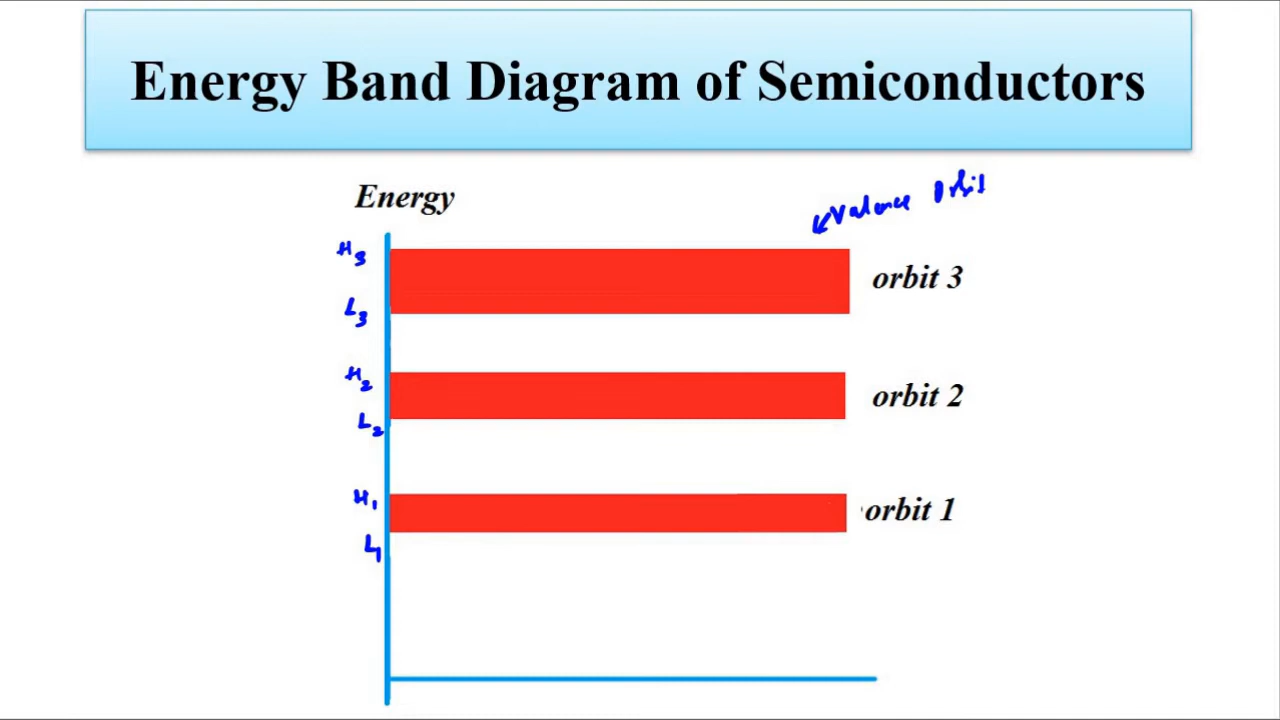 Energy Band Diagram of Semiconductors
Energy
Valence Orbit
H3
orbit 3
L3
H2
orbit 2
L2
H1
orbit 1
L1